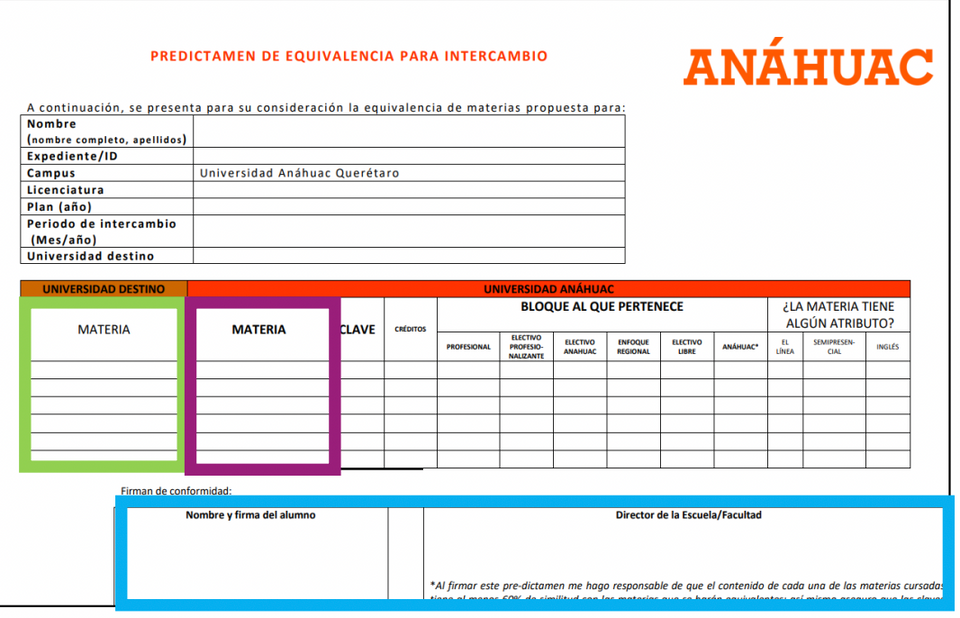 PREDICTAMEN DE EQUIVALENCIA PARA INTERCAMBIO
ANÁHUAC
A continuación, se presenta para su consideración la equivalencia de materias propuesta para:
Nombre
(nombre completo, apellidos)
Expediente/ID
Campus Universidad Anáhuac Querétaro
Licenciatura
Plan (año)
Periodo de intercambio
(Mes/año)
Universidad destino
UNIVERSIDAD DESTINO UNIVERSIDAD ANÁHUAC
MATERIA MATERIA CLAVE CRÉDITOS
BLOQUE AL QUE PERTENECE
¿LA MATERIA TIENE
ALGÚN ATRIBUTO?
PROFESIONAL
ELECTIVO
PROFESIO-
NALIZANTE
ELECTIVO
ANAHUAC
ENFOQUE
REGIONAL
ELECTIVO
LIBRE
ANÁHUAC*
EL
LÍNEA
SEMIPRESEN-
CIAL
INGLÉS
Firman de conformidad:
Nombre y firma del alumno Director de la Escuela/Facultad
*Al firmar este pre-dictamen me hago responsable de que el contenido de cada una de las materias cursadas
tiene al menos 60% de similitud con las materias que se harán equivalentes; así mismo aseguro que las claves